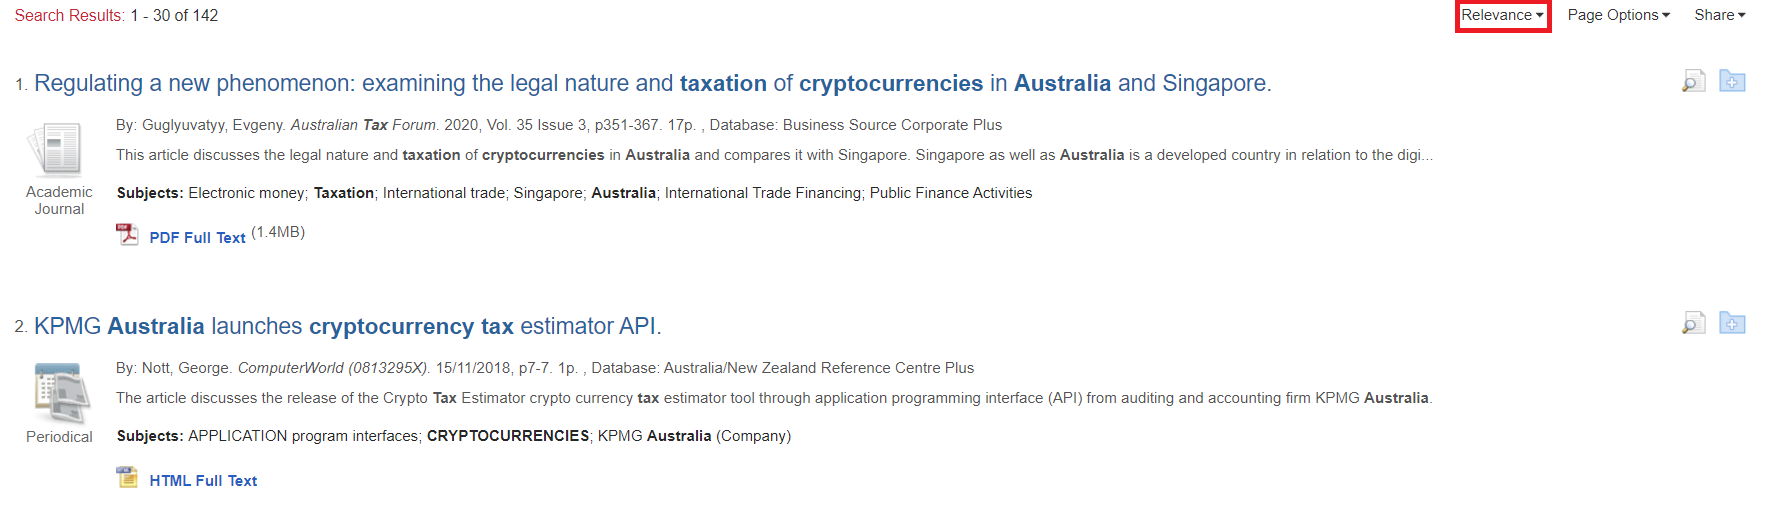 Search Results: 1 - 30 of 142
Relevance Page Options Share
1. Regulating a new phenomenon: examining the legal nature and taxation of cryptocurrencies in Australia and Singapore.
By: Guglyuvatyy, Evgeny. Australian Tax Forum. 2020, Vol. 35 Issue 3, p351-367. 17p. , Database: Business Source Corporate Plus
This article discusses the legal nature and taxation of cryptocurrencies in Australia and compares it with Singapore. Singapore as well as Australia is a developed country in relation to the digi...
Academic
Journal
Subjects: Electronic money; Taxation; International trade; Singapore; Australia; International Trade Financing; Public Finance Activities
PDF Full Text (1.4MB)
2. KPMG Australia launches cryptocurrency tax estimator API.
By: Nott, George. ComputerWorld (0813295X). 15/11/2018, p7-7. 1p. , Database: Australia/New Zealand Reference Centre Plus
The article discusses the release of the Crypto Tax Estimator crypto currency tax estimator tool through application programming interface (API) from auditing and accounting firm KPMG Australia.
Periodical
Subjects: APPLICATION program interfaces; CRYPTOCURRENCIES; KPMG Australia (Company)
HTML Full Text